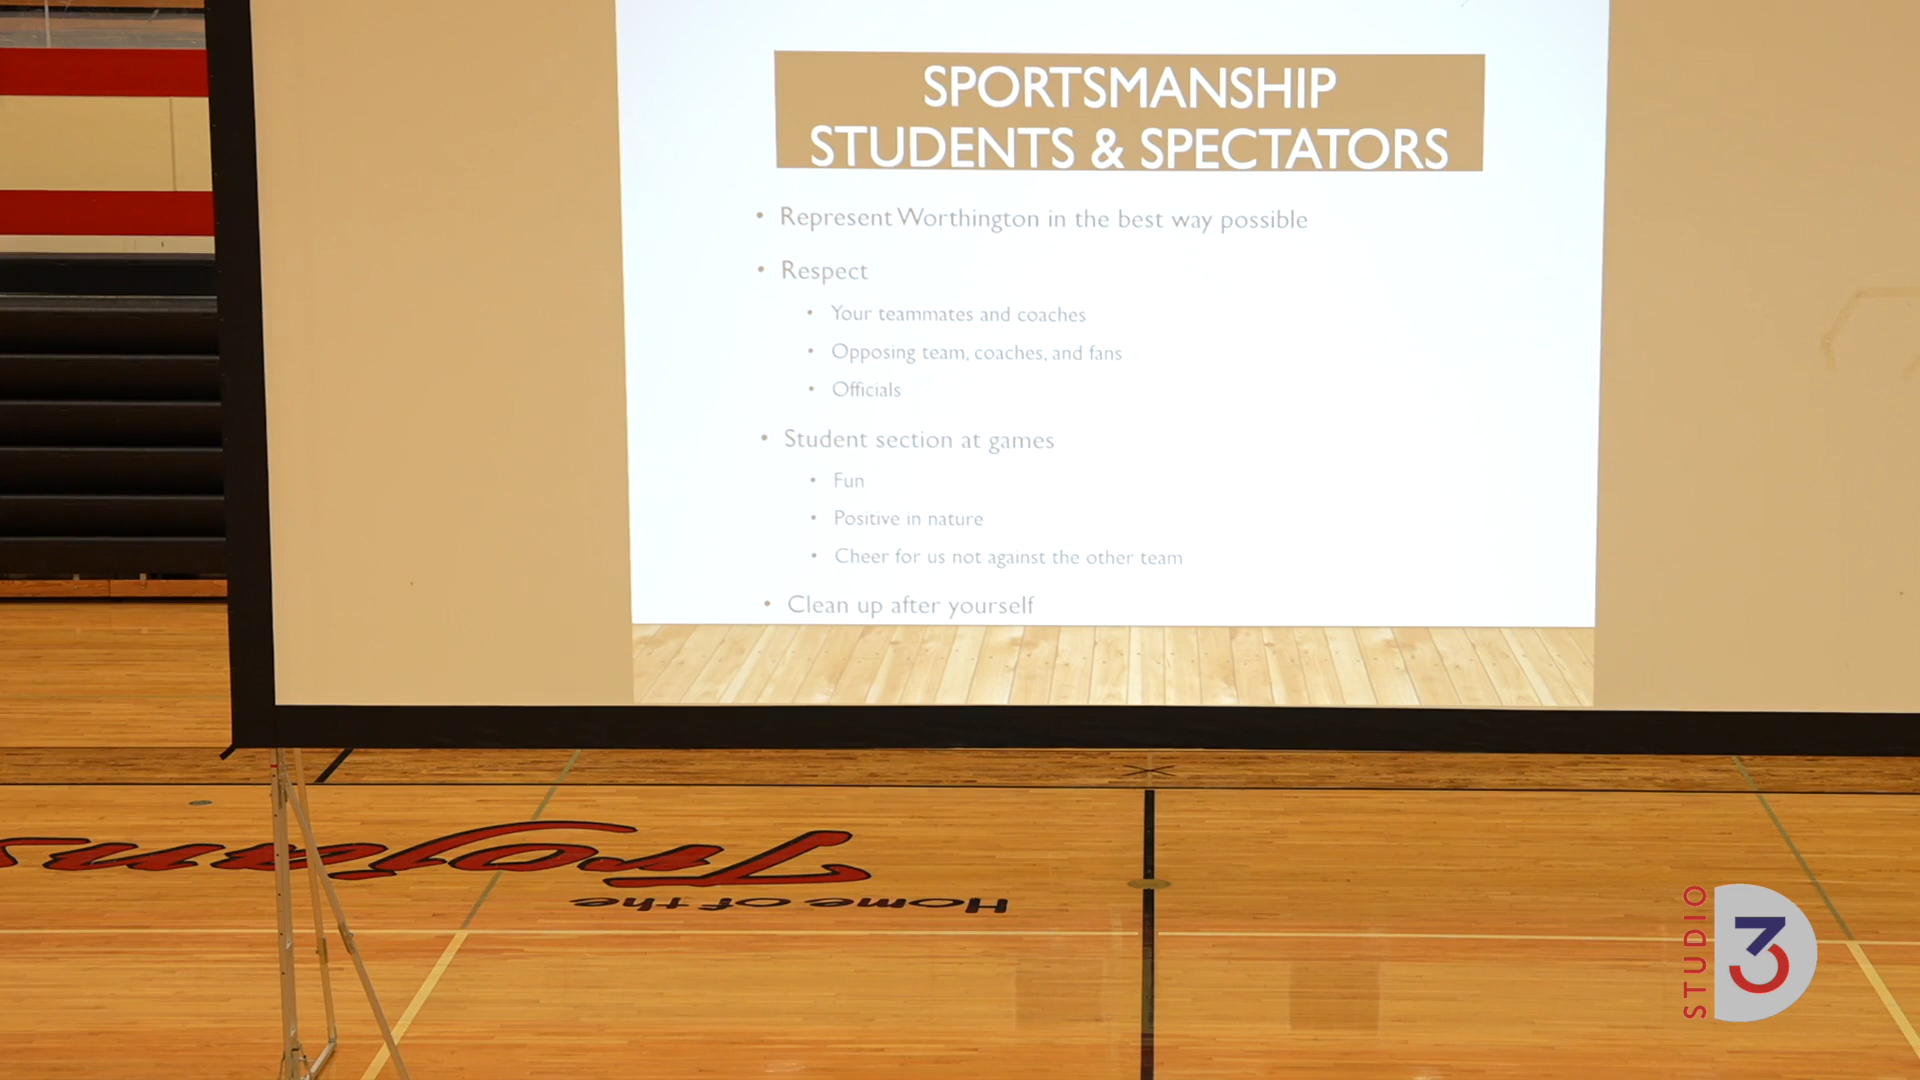 SPORTSMANSHIP
STUDENTS & SPECTATORS
• Represent Worthington in the best way possible
• Respect
• Your teammates and coaches
• Opposing team, coaches, and fans
• Officials
• Student section at games
• Fun
• Positive in nature
• Cheer for us not against the other team
• Clean up after yourself
Home of the
Trojans
STUDIO
3